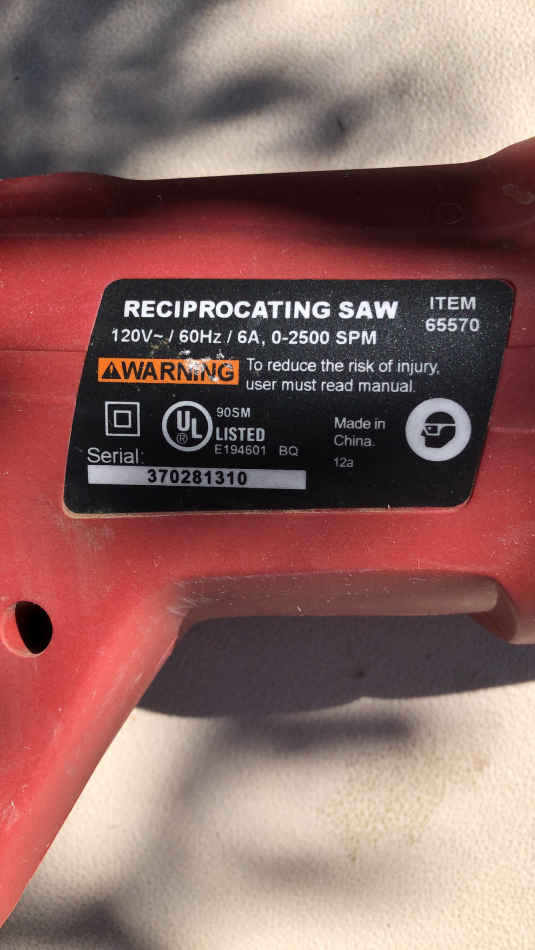 RECIPROCATING SAW
ITEM
65570
120V~ / 60Hz / 6A, 0-2500 SPM
WARNING
To reduce the risk of injury,
user must read manual.
UL
®
90SM
LISTED
E194601 BQ
Made in
China.
12a
Serial:
370281310